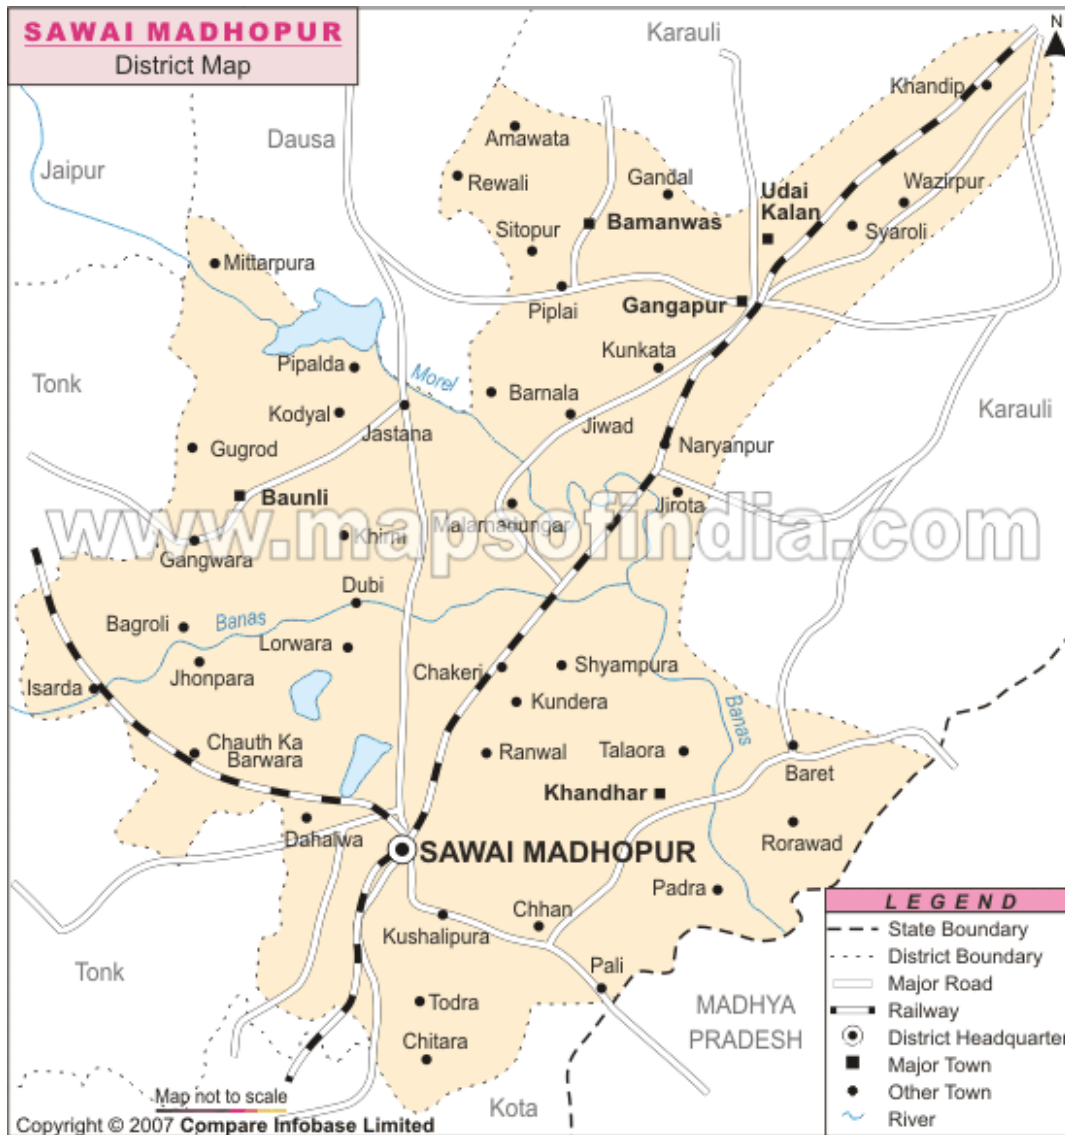 SAWAI MADHOPUR
District Map
N
Karauli
Khandip
Dausa
Amawata
Jaipur
Rewali
Gandal
Wazirpur
Udai
Kalan
Sitopur
Bamanwas
Syaroli
Mittarpura
Piplai
Gangapur
Kunkata
Pipalda
Morel
Tonk
Barnala
Karauli
Kodyal
Jastana
Jiwad
Gugrod
Naryanpur
Baunli
Jirota
www.mapsofindia.com
Malarnadungar
Khirni
Gangwara
Dubi
Bagroli
Banas
Lorwara
Jhonpara
Chakeri
Shyampura
Isarda
Kundera
Banas
Chauth Ka
Barwara
Ranwal
Talaora
Baret
Khandhar
Dahalwa
Rorawad
SAWAI MADHOPUR
Padra
Chhan
Kushalipura
Tonk
Pali
Todra
MADHYA
PRADESH
Chitara
Kota
LEGEND
State Boundary
District Boundary
Major Road
Railway
District Headquarter
Major Town
Other Town
River
Map not to scale
Copyright © 2007 Compare Infobase Limited